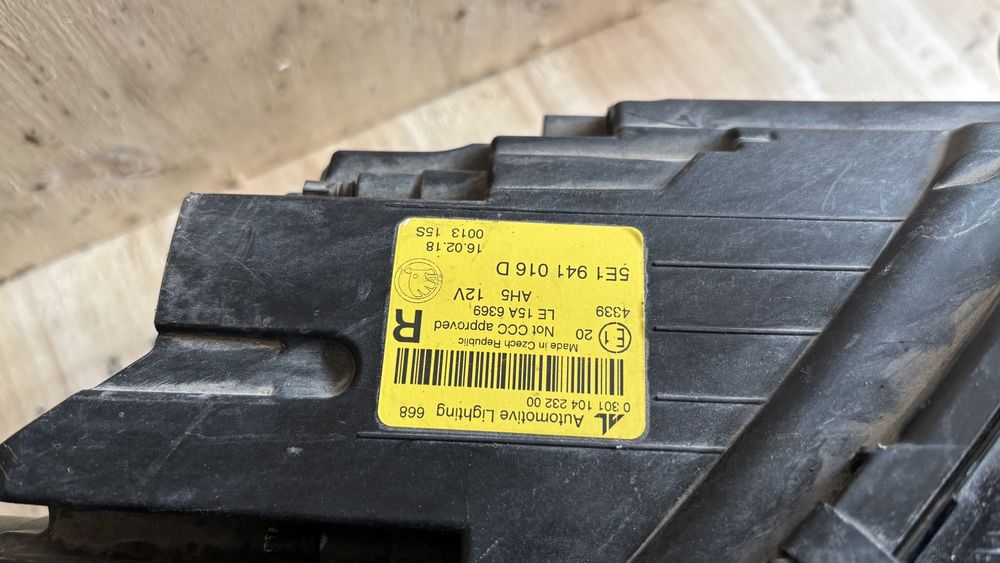 AL Automotive Lighting 668
0 301 104 232 00
Made in Czech Republic
E1 20 Not CCC approved R
4339 LE 15A 6369
AH5 12V
5E1 941 016 D
16.02.18
0013 15S